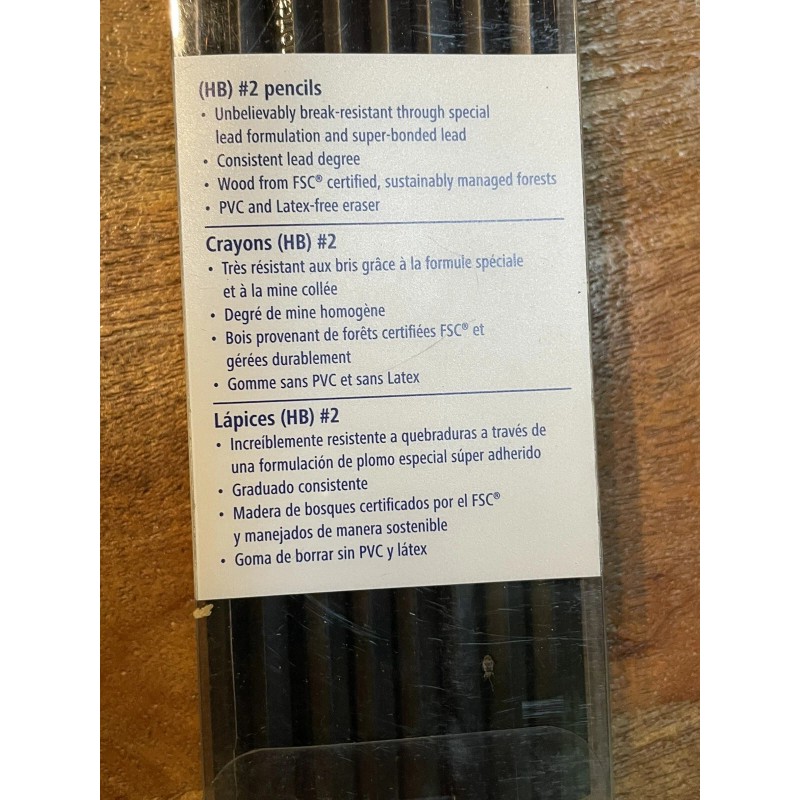 (HB) #2 pencils
• Unbelievably break-resistant through special
lead formulation and super-bonded lead
• Consistent lead degree
• Wood from FSC® certified, sustainably managed forests
• PVC and Latex-free eraser
Crayons (HB) #2
• Très résistant aux bris grâce à la formule spéciale
et à la mine collée
• Degré de mine homogène
• Bois provenant de forêts certifiées FSC® et
gérées durablement
• Gomme sans PVC et sans Latex
Lápices (HB) #2
• Increíblemente resistente a quebraduras a través de
una formulación de plomo especial súper adherido
• Graduado consistente
• Madera de bosques certificados por el FSC®
y manejados de manera sostenible
• Goma de borrar sin PVC y látex